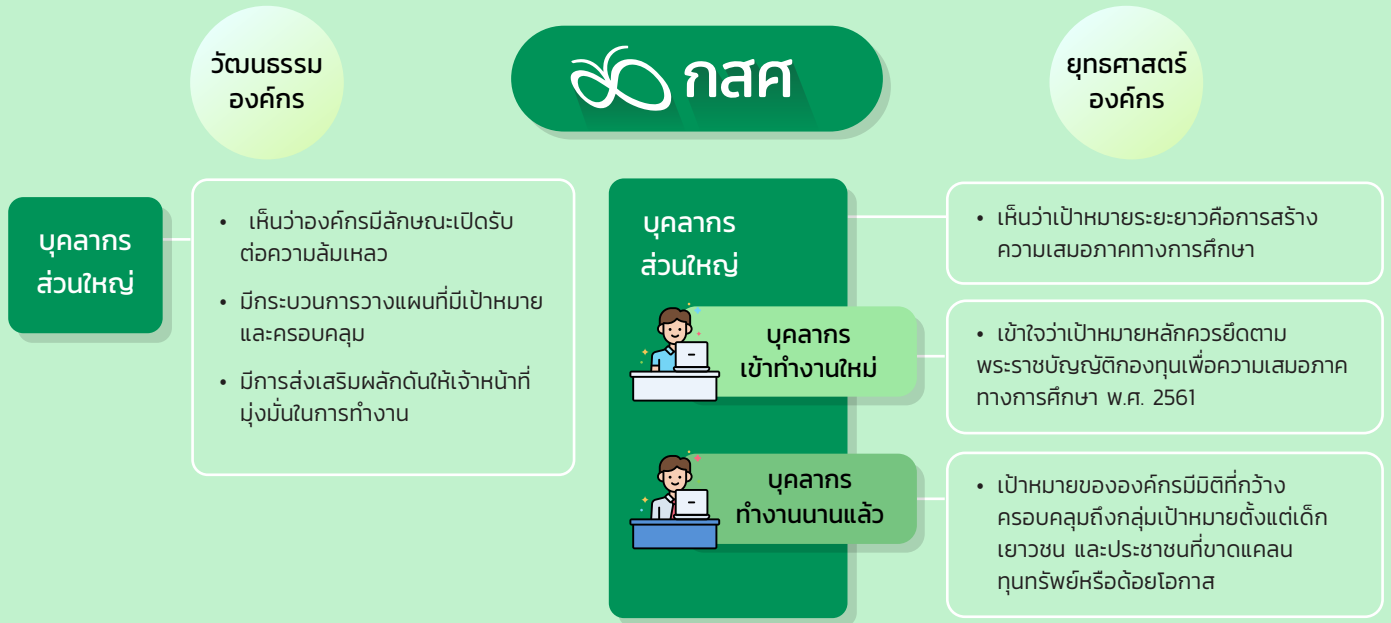 วัฒนธรรม
องค์กร
กสศ
ยุทธศาสตร์
องค์กร
บุคลากร
ส่วนใหญ่
• เห็นว่าองค์กรมีลักษณะเปิดรับ
ต่อความล้มเหลว
• มีกระบวนการวางแผนที่มีเป้าหมาย
และครอบคลุม
• มีการส่งเสริมผลักดันให้เจ้าหน้าที่
มุ่งมั่นในการทำงาน
บุคลากร
ส่วนใหญ่
• เห็นว่าเป้าหมายระยะยาวคือการสร้าง
ความเสมอภาคทางการศึกษา
บุคลากร
เข้าทำงานใหม่
• เข้าใจว่าเป้าหมายหลักควรยึดตาม
พระราชบัญญัติกองทุนเพื่อความเสมอภาค
ทางการศึกษา พ.ศ. 2561
บุคลากร
ทำงานนานแล้ว
• เป้าหมายขององค์กรมีมิติที่กว้าง
ครอบคลุมถึงกลุ่มเป้าหมายตั้งแต่เด็ก
เยาวชน และประชาชนที่ขาดแคลน
ทุนทรัพย์หรือด้อยโอกาส